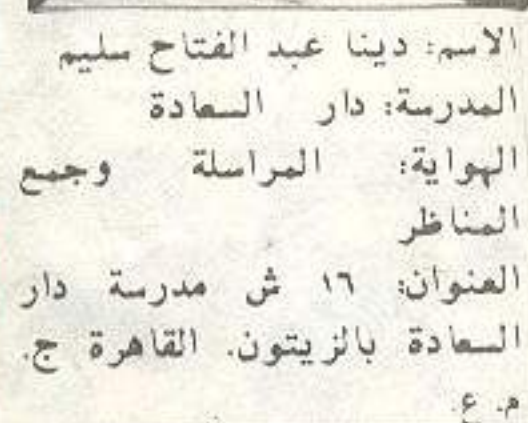 الاسم: دينا عبد الفتاح سليم
المدرسة: دار السعادة
الهواية: المراسلة وجمع
المناظر
العنوان: ١٦ ش مدرسة دار
السعادة بالزيتون. القاهرة ج.
م. ع.